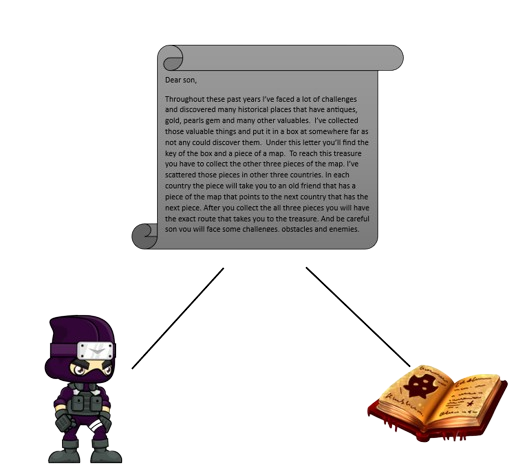 Dear son,
Throughout these past years I've faced a lot of challenges
and discovered many historical places that have antiques,
gold, pearls gem and many other valuables.  I've collected
those valuable things and put it in a box at somewhere far as
not any could discover them.  Under this letter you'll find the
key of the box and a piece of a map.  To reach this treasure
you have to collect the other three pieces of the map. I've
scattered those pieces in other three countries. In each
country the piece will take you to an old friend that has a
piece of the map that points to the next country that has the
next piece. After you collect the all three pieces you will have
the exact route that takes you to the treasure. And be careful
son you will face some challenges, obstacles and enemies.